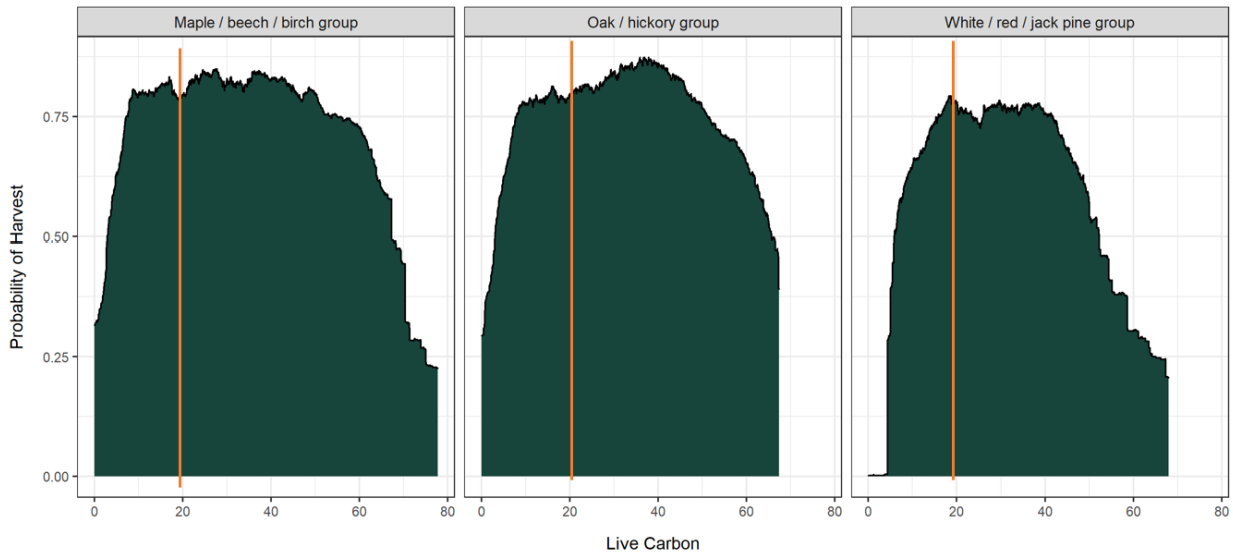 Maple / beech / birch group
Oak / hickory group
White / red / jack pine group
Probability of Harvest
0.75
0.50
0.25
0.00
0 20 40 60 80
0 20 40 60 80
0 20 40 60 80
Live Carbon